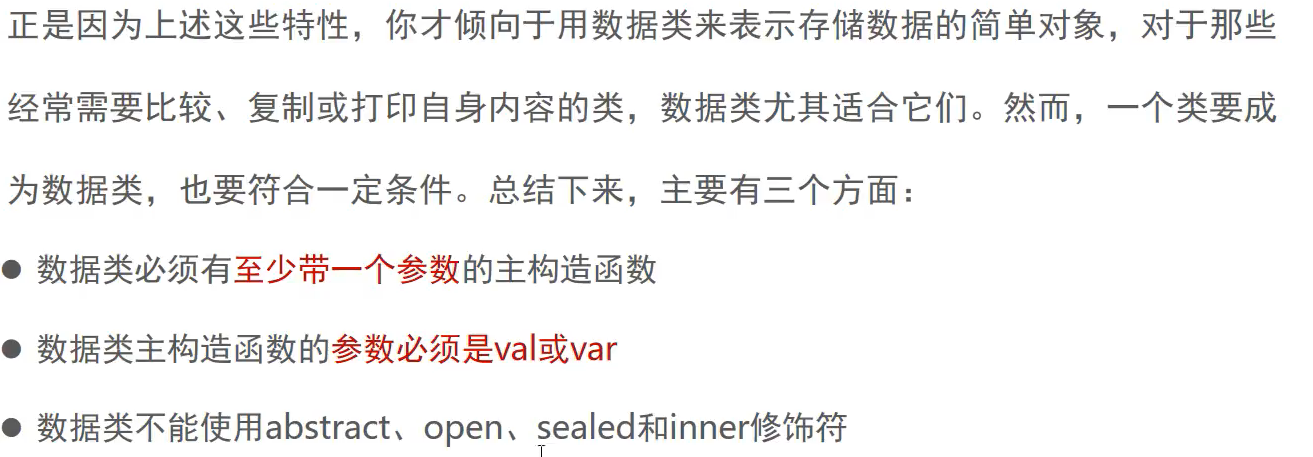 正是因为上述这些特性，你才倾向于用数据类来表示存储数据的简单对象，对于那些
经常需要比较、复制或打印自身内容的类，数据类尤其适合它们。然而，一个类要成
为数据类，也要符合一定条件。总结下来，主要有三个方面：
● 数据类必须有至少带一个参数的主构造函数
● 数据类主构造函数的参数必须是val或var
● 数据类不能使用abstract、open、sealed和inner修饰符